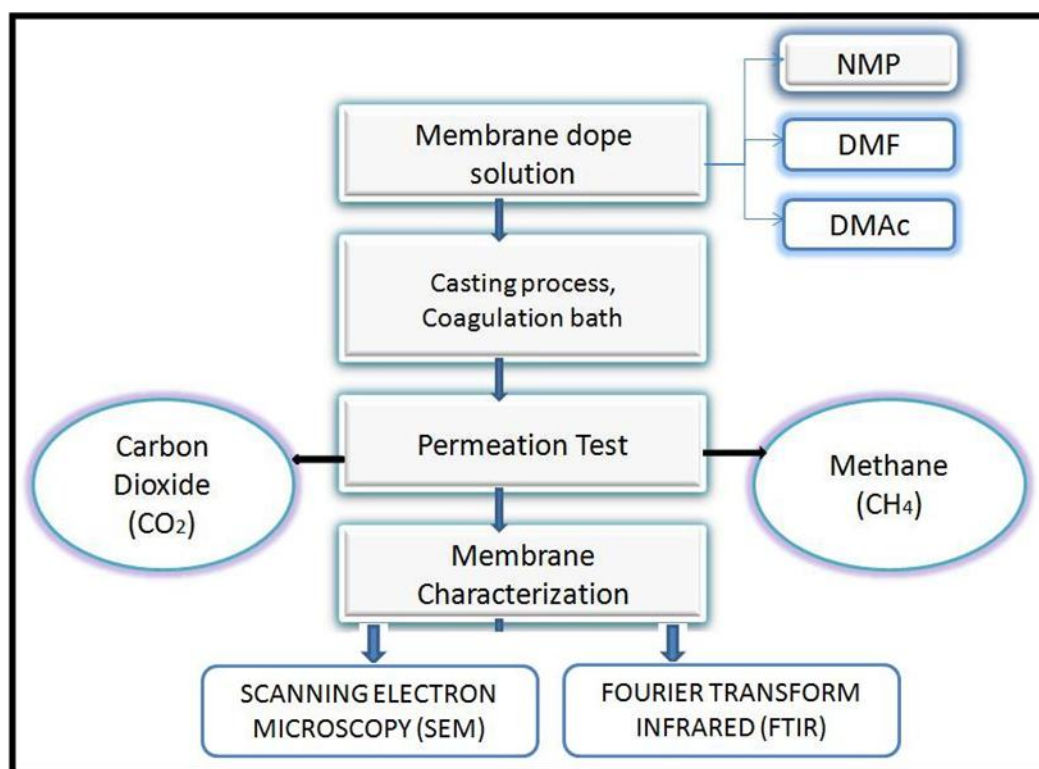 NMP
Membrane dope
solution
DMF
DMAc
Casting process,
Coagulation bath
Carbon
Dioxide
(CO₂)
Permeation Test
Methane
(CH₄)
Membrane
Characterization
SCANNING ELECTRON
MICROSCOPY (SEM)
FOURIER TRANSFORM
INFRARED (FTIR)